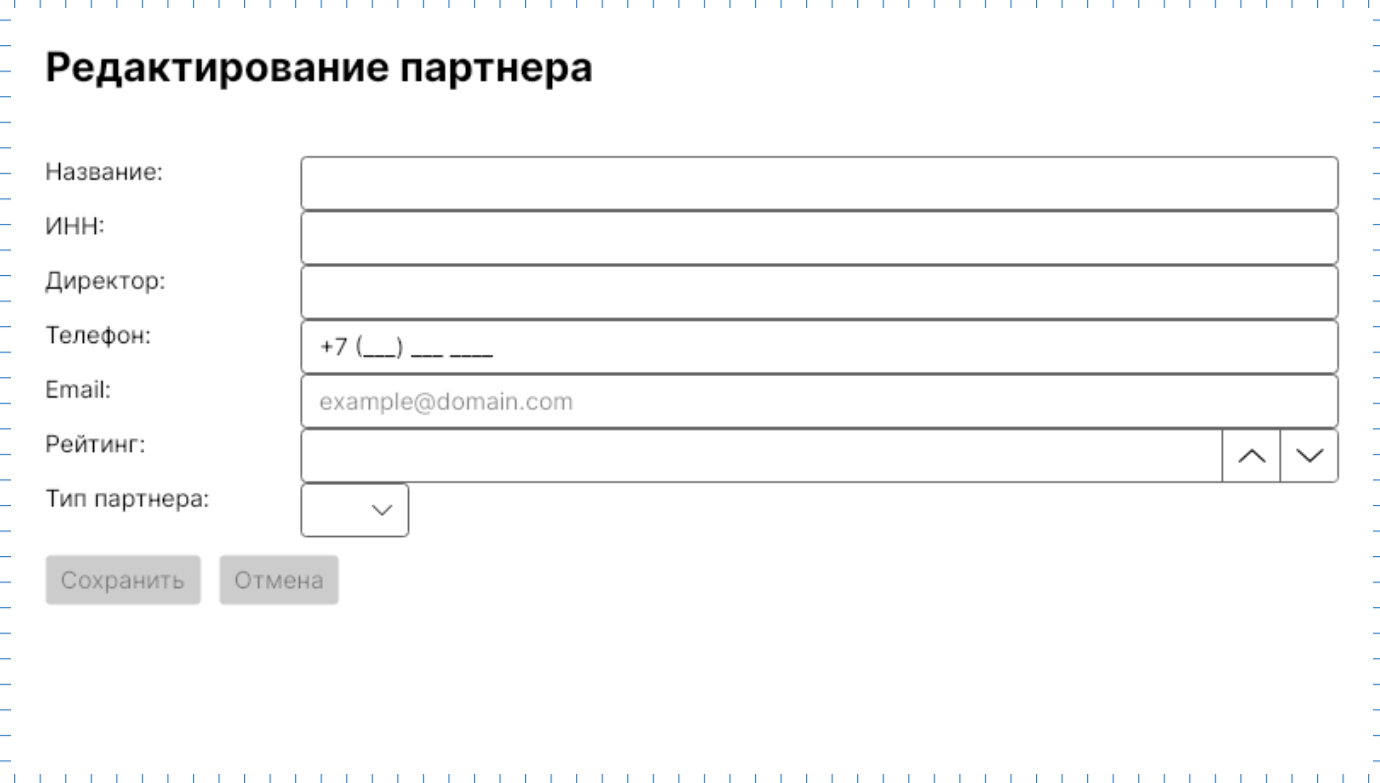 Редактирование партнера
Название:
ИНН:
Директор:
Телефон:
+7 (___) ___ ____
Email:
example@domain.com
Рейтинг:
Тип партнера:
Сохранить Отмена